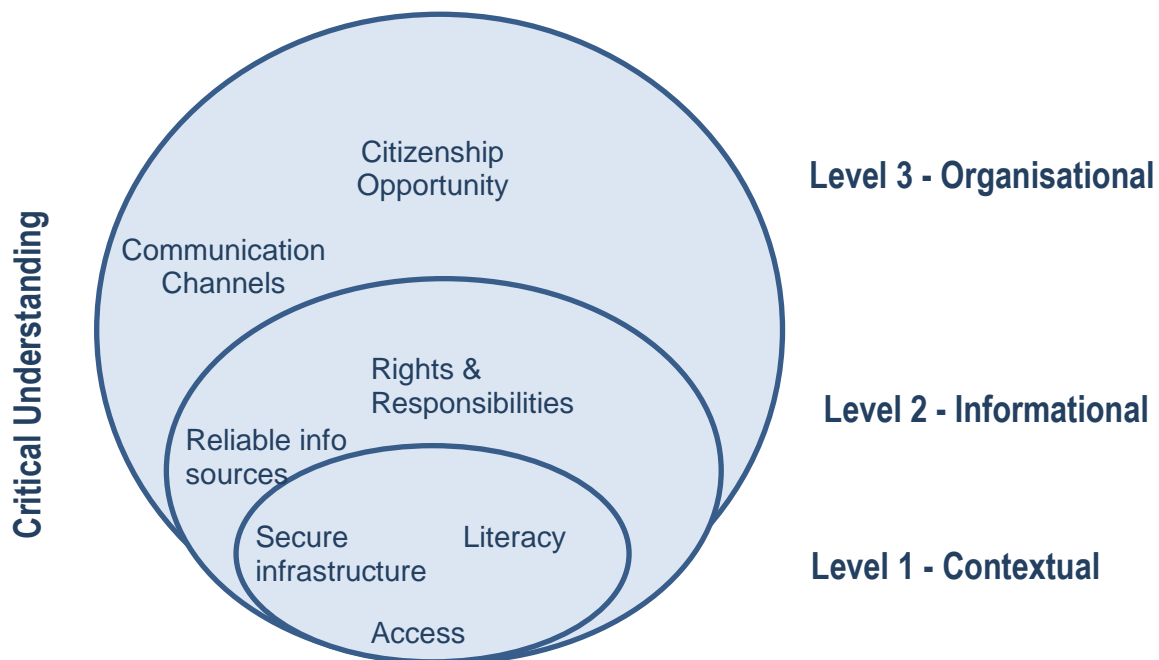 Citizenship
Opportunity
Level 3 - Organisational
Communication
Channels
Critical Understanding
Rights &
Responsibilities
Level 2 - Informational
Reliable info
sources
Secure
infrastructure
Literacy
Level 1 - Contextual
Access